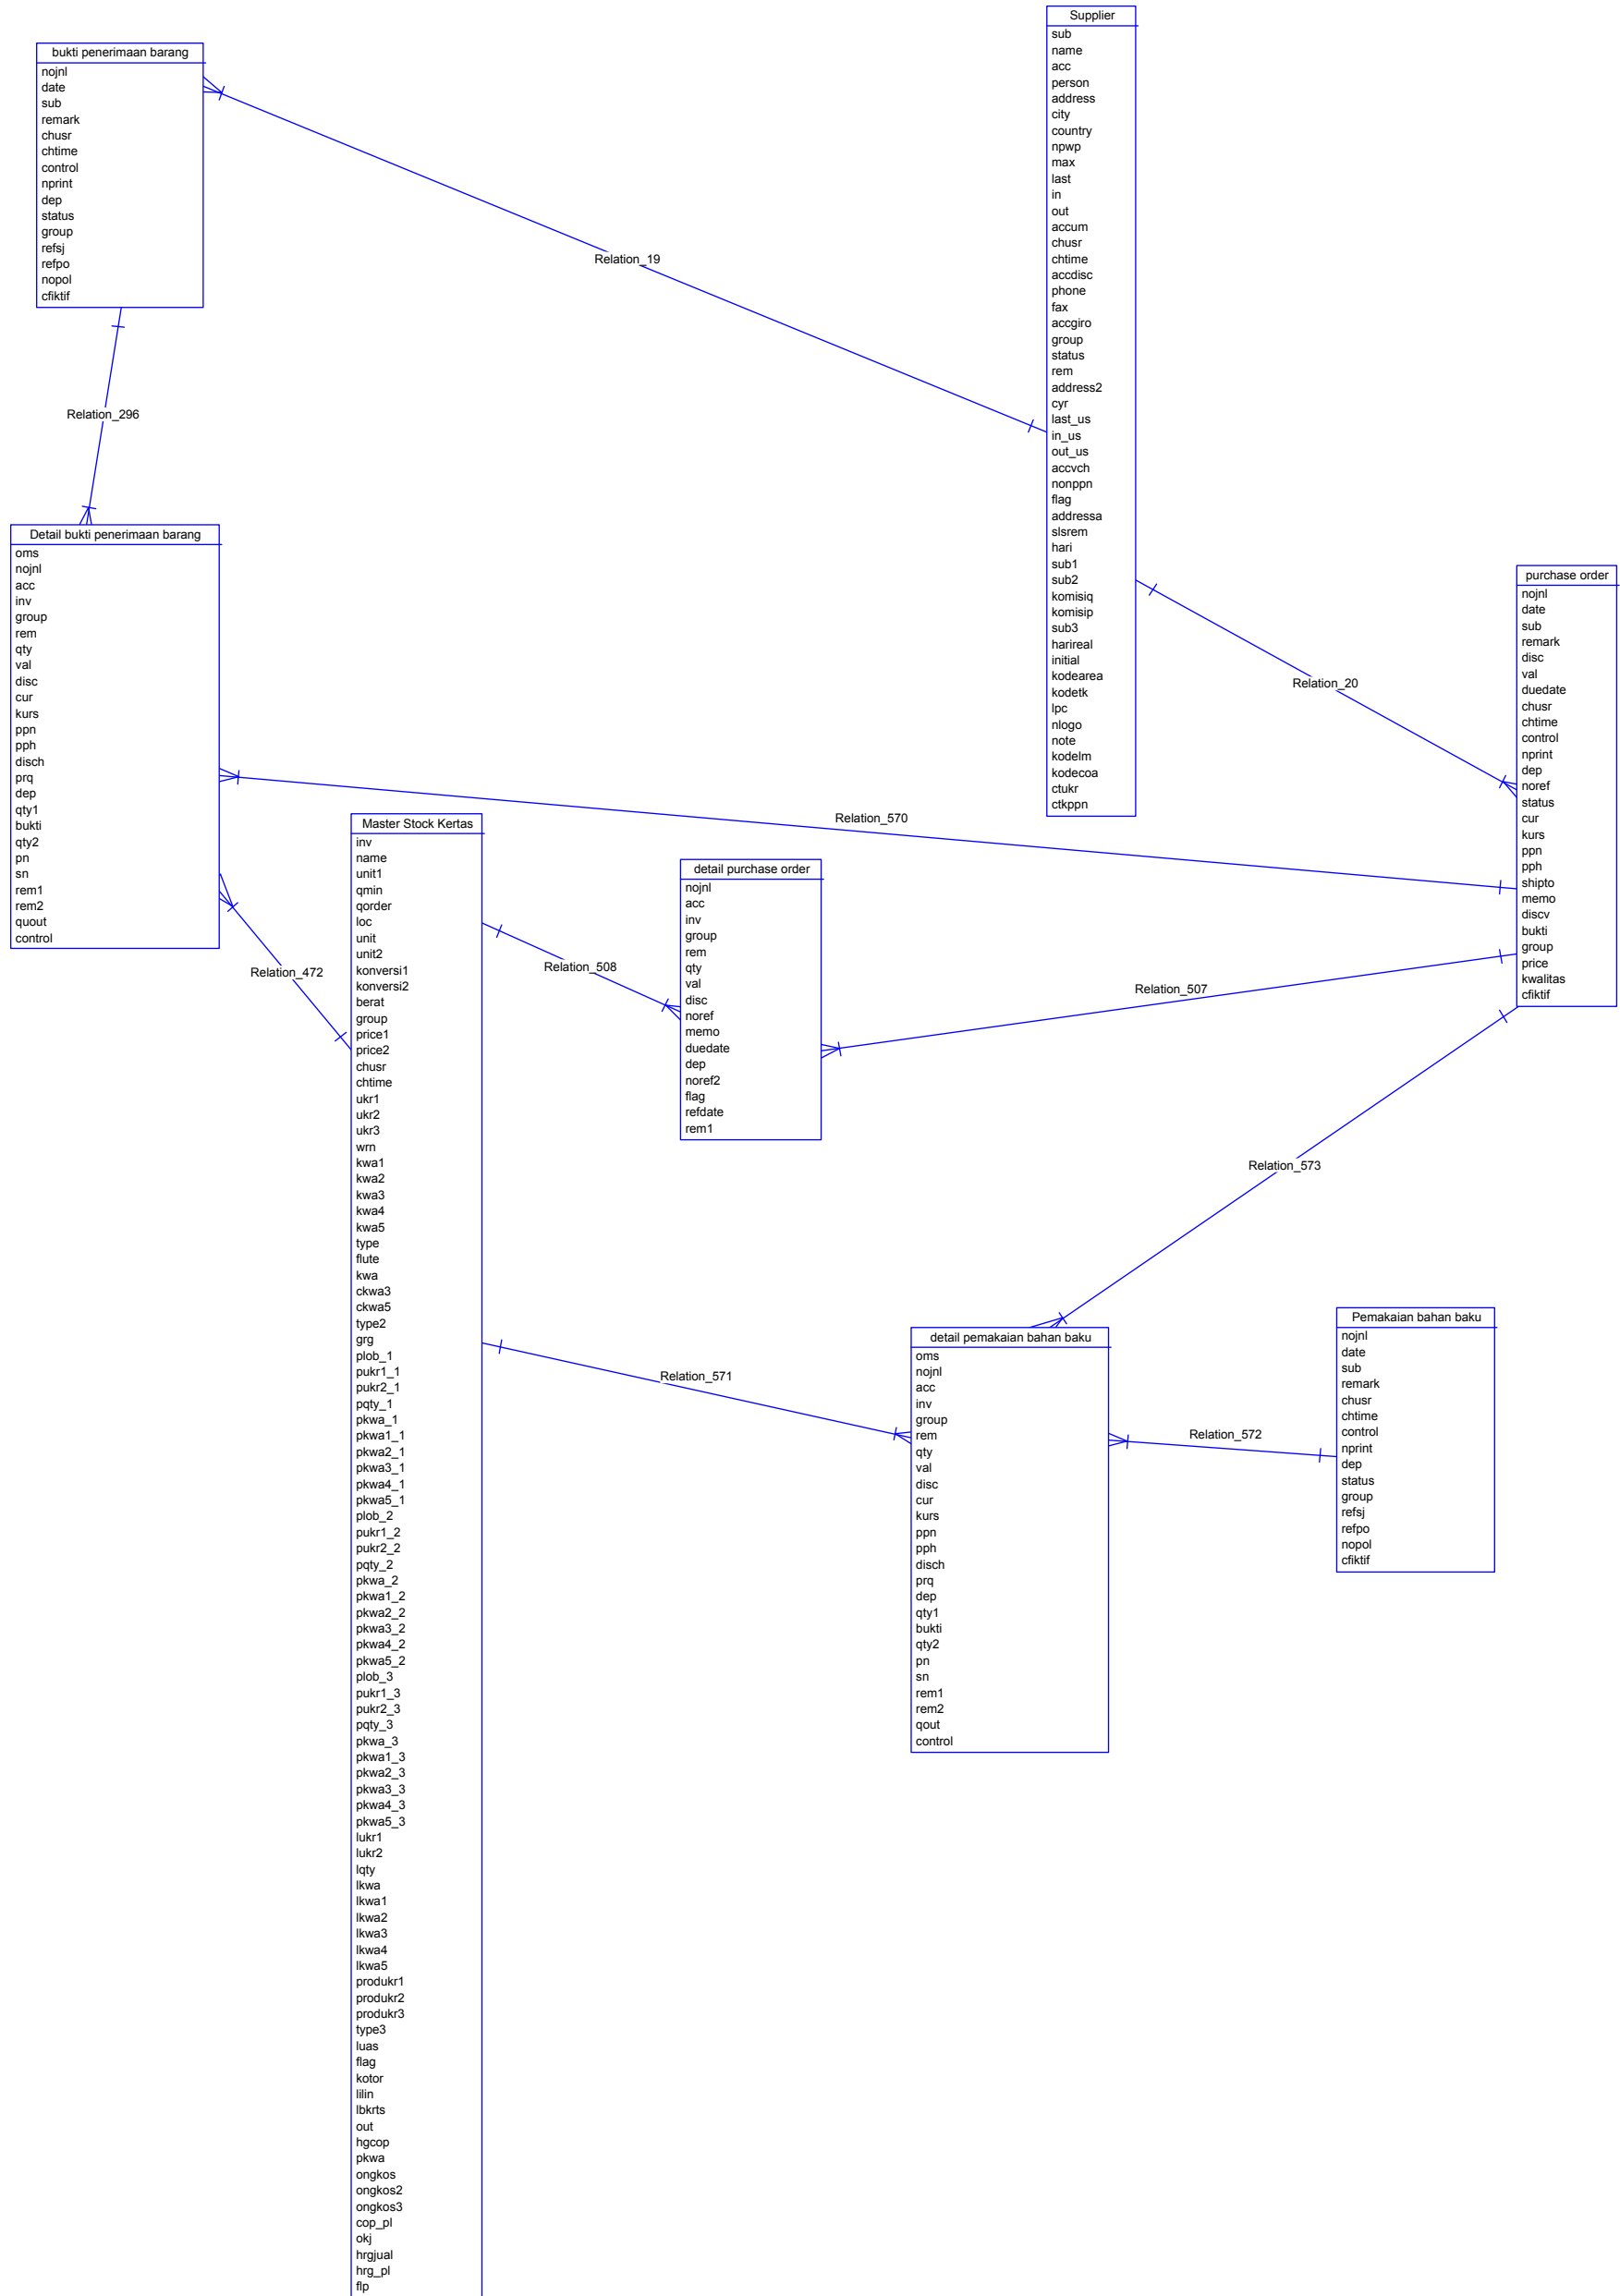 Supplier
sub
name
acc
person
address
city
country
npwp
max
last
in
out
accum
chusr
chtime
accdisc
phone
fax
accgiro
group
status
rem
address2
cyr
last_us
in_us
out_us
accvch
nonppn
flag
addressa
slsrem
hari
sub1
sub2
komisiq
komisip
sub3
harireal
initial
kodearea
kodetk
lpc
nlogo
note
kodelm
kodecoa
ctukr
ctkppn
bukti penerimaan barang
nojnl
date
sub
remark
chusr
chtime
control
nprint
dep
status
group
refsj
refpo
nopol
cfiktif
Relation_19
Relation_296
Detail bukti penerimaan barang
oms
nojnl
acc
inv
group
rem
qty
val
disc
cur
kurs
ppn
pph
disch
prq
dep
qty1
bukti
qty2
pn
sn
rem1
rem2
quout
control
purchase order
nojnl
date
sub
remark
disc
val
duedate
chusr
chtime
control
nprint
dep
noref
status
cur
kurs
ppn
pph
shipto
memo
discv
bukti
group
price
kwalitas
cfiktif
Relation_20
Relation_570
Relation_472
Master Stock Kertas
inv
name
unit1
qmin
qorder
loc
unit
unit2
konversi1
konversi2
berat
group
price1
price2
chusr
chtime
ukr1
ukr2
ukr3
wrn
kwa1
kwa2
kwa3
kwa4
kwa5
type
flute
kwa
ckwa3
ckwa5
type2
grg
plob_1
pukr1_1
pukr2_1
pqty_1
pkwa_1
pkwa1_1
pkwa2_1
pkwa3_1
pkwa4_1
pkwa5_1
plob_2
pukr1_2
pukr2_2
pqty_2
pkwa_2
pkwa1_2
pkwa2_2
pkwa3_2
pkwa4_2
pkwa5_2
plob_3
pukr1_3
pukr2_3
pqty_3
pkwa_3
pkwa1_3
pkwa2_3
pkwa3_3
pkwa4_3
pkwa5_3
lukr1
lukr2
lqty
lkwa
lkwa1
lkwa2
lkwa3
lkwa4
lkwa5
produkr1
produkr2
produkr3
type3
luas
flag
kotor
lilin
lbkrts
out
hgcop
pkwa
ongkos
ongkos2
ongkos3
cop_pl
okj
hrgjual
hrg_pl
flp
detail purchase order
nojnl
acc
inv
group
rem
qty
val
disc
noref
memo
duedate
dep
noref2
flag
refdate
rem1
Relation_508
Relation_507
Relation_573
Relation_571
detail pemakaian bahan baku
oms
nojnl
acc
inv
group
rem
qty
val
disc
cur
kurs
ppn
pph
disch
prq
dep
qty1
bukti
qty2
pn
sn
rem1
rem2
qout
control
Relation_572
Pemakaian bahan baku
nojnl
date
sub
remark
chusr
chtime
control
nprint
dep
status
group
refsj
refpo
nopol
cfiktif